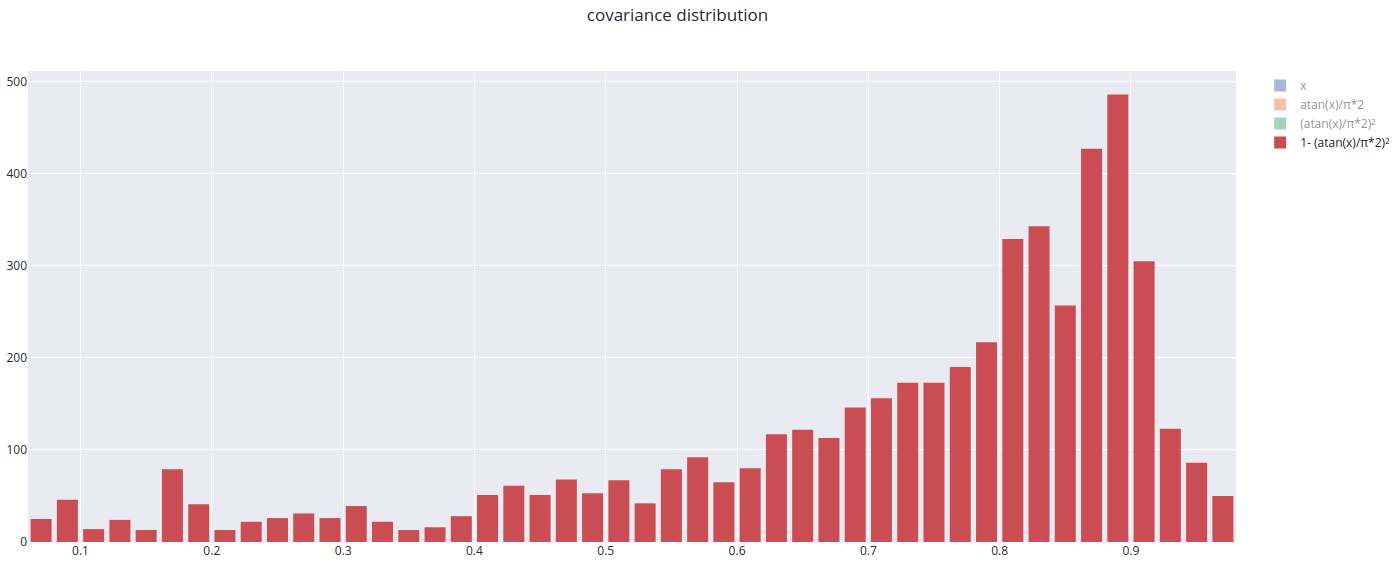 covariance distribution
500
400
300
200
100
0
0.1 0.2 0.3 0.4 0.5 0.6 0.7 0.8 0.9
x
atan(x)/π*2
(atan(x)/π*2)²
1- (atan(x)/π*2)²